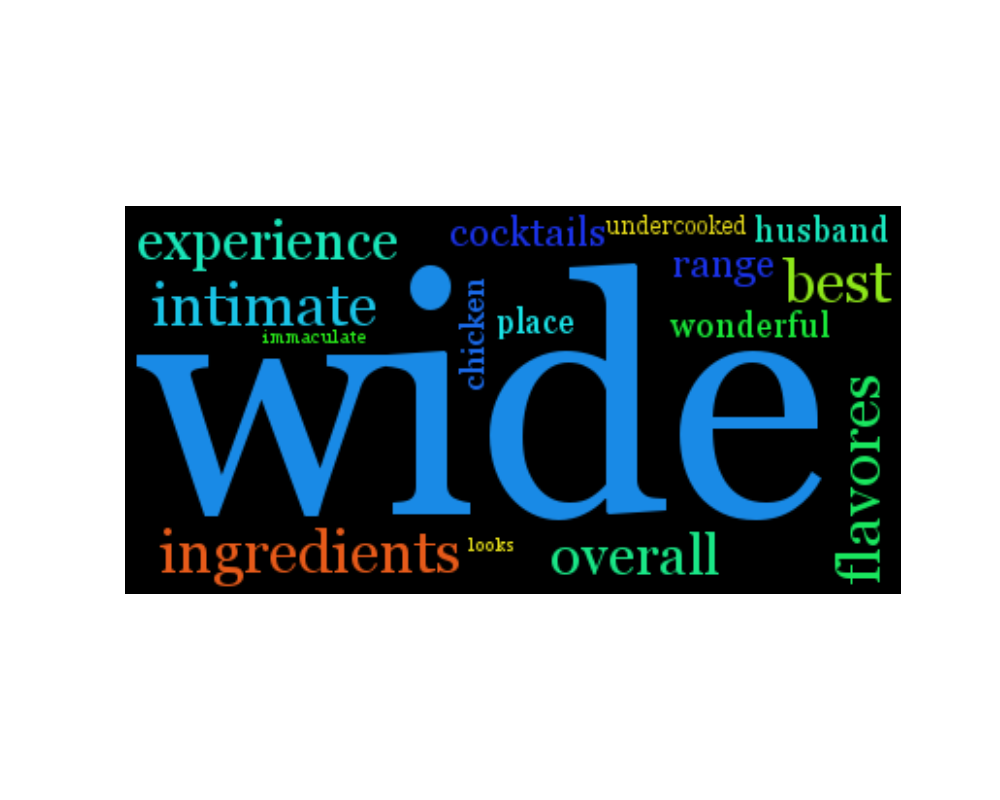 experience
cocktails
undercooked
husband
intimate
range
best
immaculate
chicken
place
wonderful
wide
flavores
ingredients
looks
overall